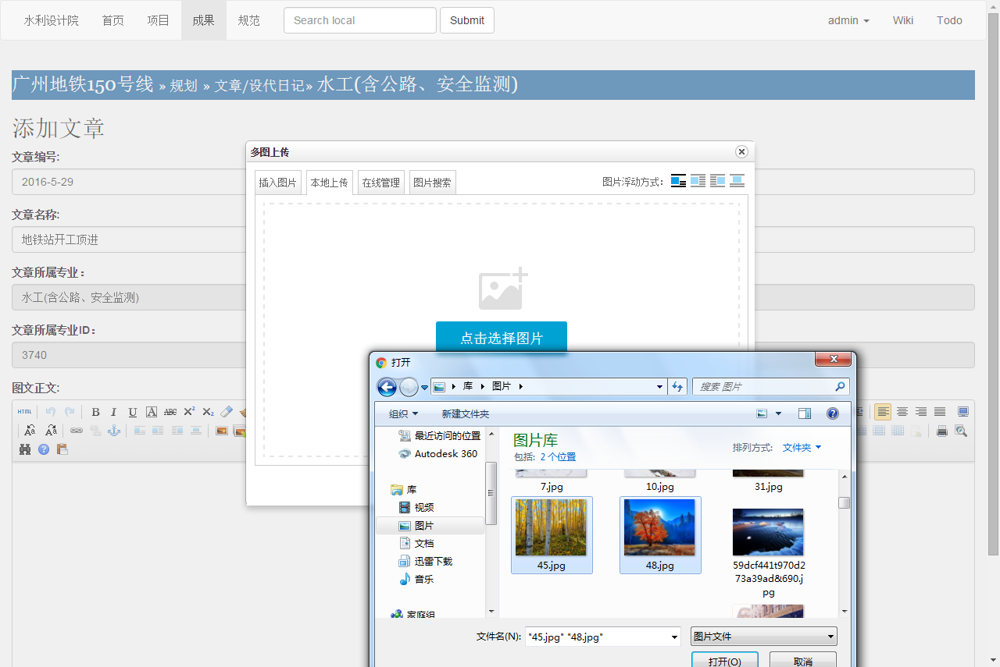 水利设计院 首页 项目 成果 规范 Search local Submit admin Wiki Todo
广州地铁150号线 » 规划 » 文章/设代日记» 水工(含公路、安全监测)
添加文章
文章编号:
2016-5-29
文章名称:
地铁站开工顶进
文章所属专业：
水工(含公路、安全监测)
文章所属专业ID：
3740
图文正文:
HTML B I U A ABC X² X₂
多图上传
插入图片 本地上传 在线管理 图片搜索 图片浮动方式：
点击选择图片
打开
库 图片 搜索 图片
组织 新建文件夹
最近访问的位置
Autodesk 360
库
视频
图片
文档
迅雷下载
音乐
家庭组
图片库
包括: 2 个位置
排列方式: 文件夹
7.jpg 10.jpg 31.jpg
45.jpg 48.jpg
59dcf441t970d2
73a39ad&690.j
pg
文件名(N): "45.jpg" "48.jpg" 图片文件
打开(O) 取消